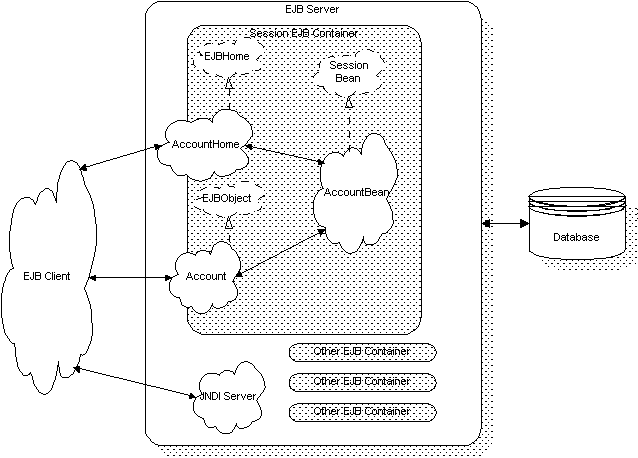 EJB Server
Session EJB Container
EJBHome
Session
Bean
AccountHome
AccountBean
EJBObject
EJB Client
Account
Database
Other EJB Container
Other EJB Container
Other EJB Container
JNDI Server